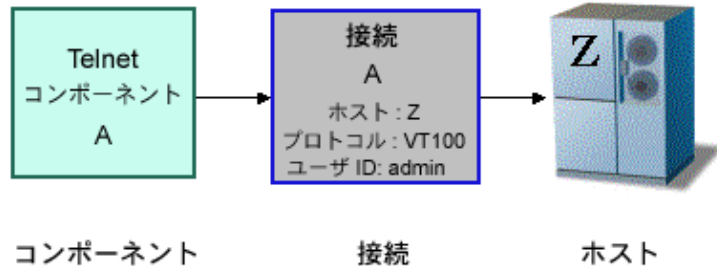 Telnet
コンポーネント
A
接続
A
ホスト : Z
プロトコル : VT100
ユーザ ID: admin
Z
コンポーネント
接続
ホスト